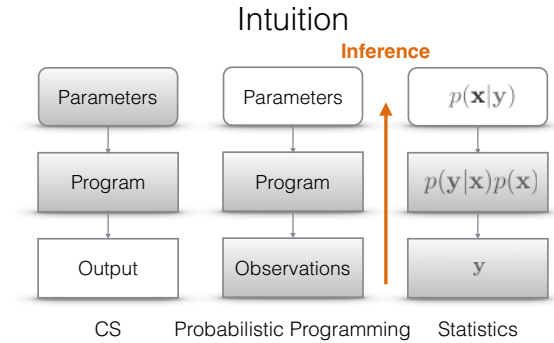 Intuition
Inference
Parameters
Parameters
p(𝐱|𝐲)
Program
Program
p(𝐲|𝐱)p(𝐱)
Output
Observations
𝐲
CS
Probabilistic Programming
Statistics